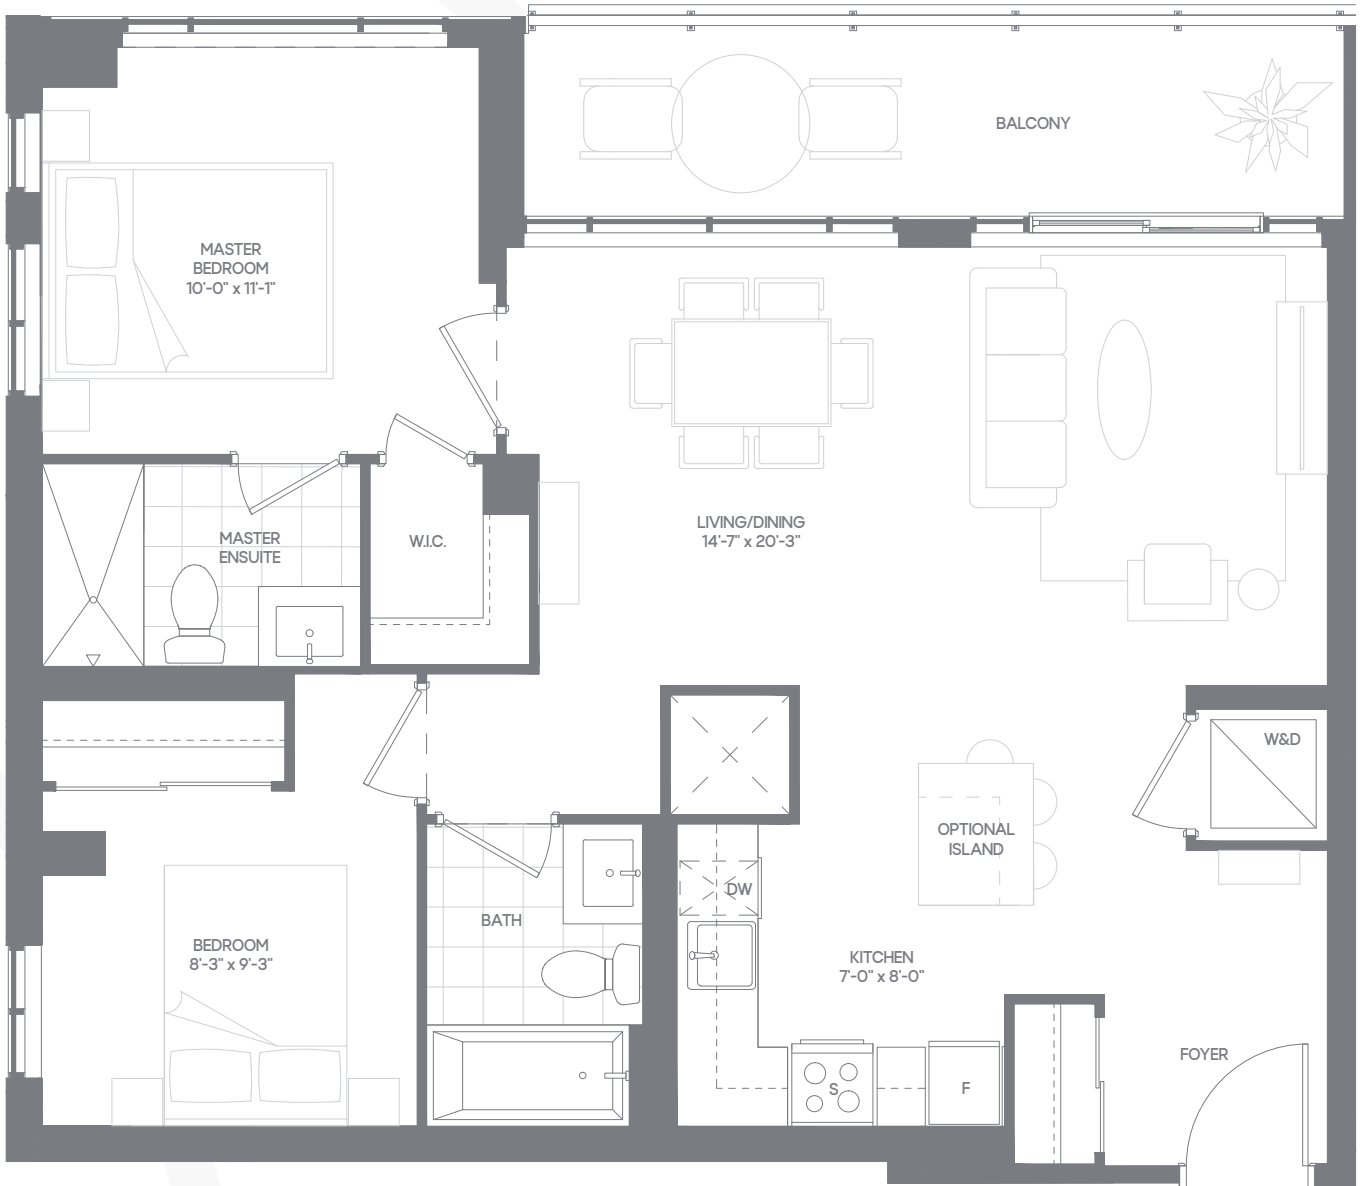 BALCONY
MASTER
BEDROOM
10'-0" x 11'-1"
LIVING/DINING
14'-7" x 20'-3"
MASTER
ENSUITE
W.I.C.
W&D
OPTIONAL
ISLAND
DW
BATH
BEDROOM
8'-3" x 9'-3"
KITCHEN
7'-0" x 8'-0"
FOYER
S
F